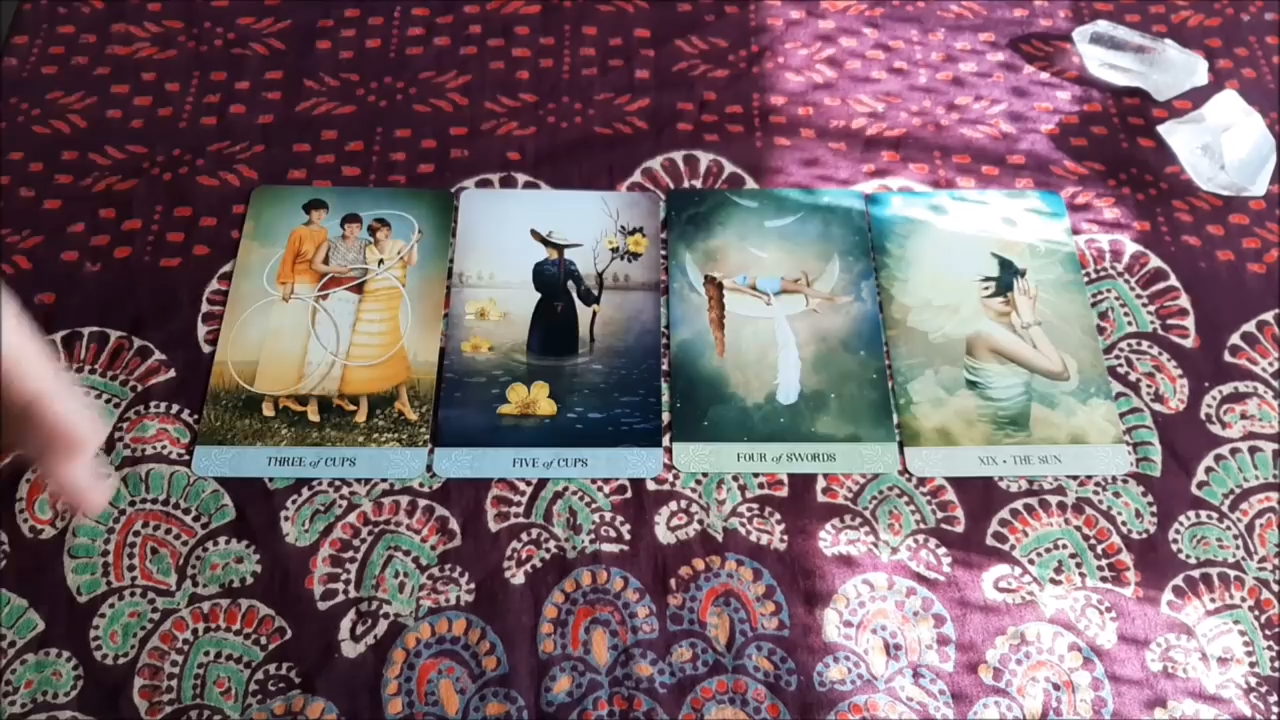 THREE of CUPS
FIVE of CUPS
FOUR of SWORDS
XIX • THE SUN